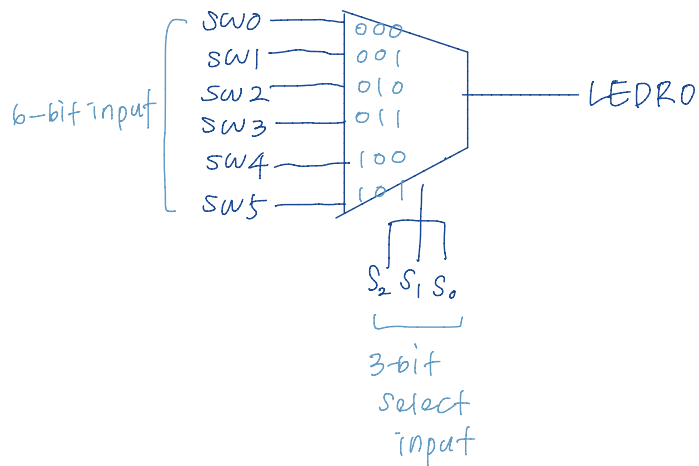 SW0
000
SW1
001
SW2
010
6-bit input
LEDR0
SW3
011
SW4
100
SW5
101
S₂ S₁ S₀
3-bit
select
input